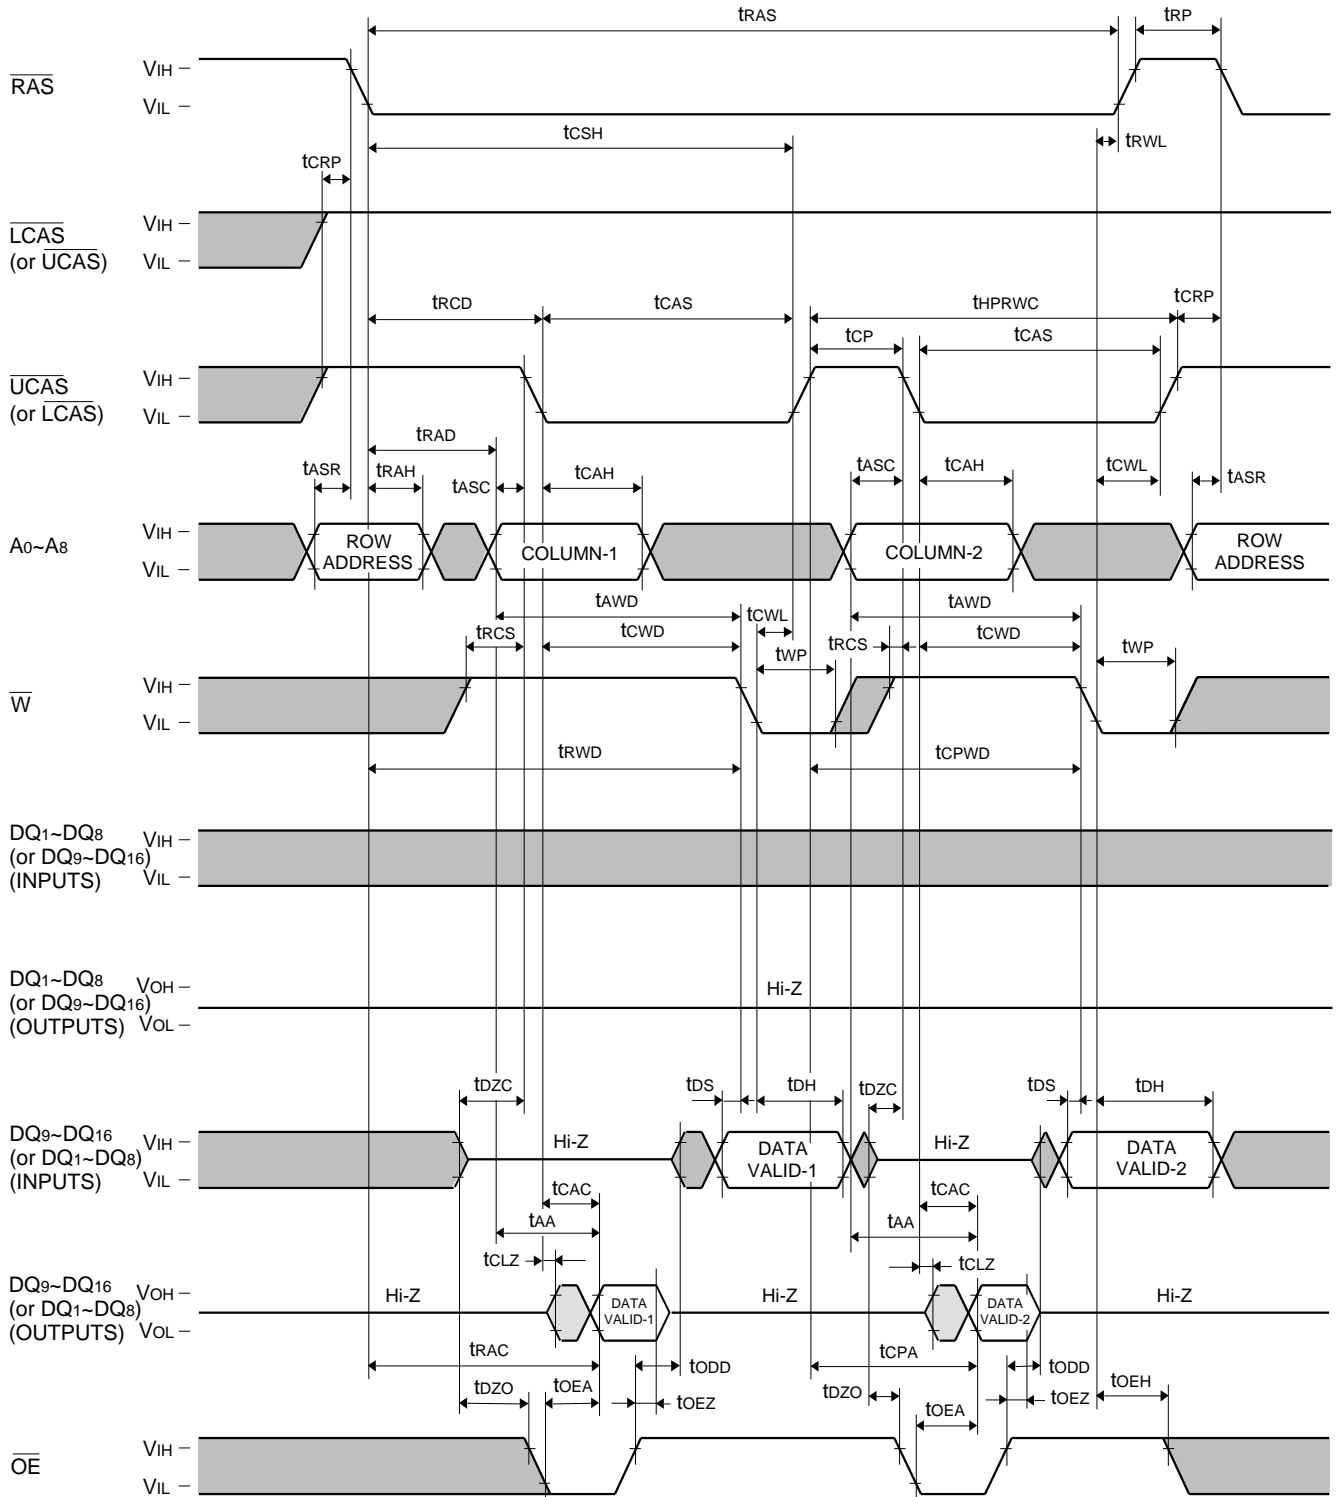 tRAS
tRP
RAS
VIH
VIL
tCSH
tRWL
tCRP
LCAS
(or UCAS)
VIH
VIL
tRCD
tCAS
tHPRWC
tCRP
tCP
tCAS
UCAS
(or LCAS)
VIH
VIL
tRAD
tASR
tRAH
tASC
tCAH
tASC
tCAH
tCWL
tASR
A0~A8
VIH
VIL
ROW
ADDRESS
COLUMN-1
COLUMN-2
ROW
ADDRESS
tAWD
tCWL
tAWD
tRCS
tCWD
tWP
tRCS
tCWD
tWP
W
VIH
VIL
tRWD
tCPWD
DQ1~DQ8
(or DQ9~DQ16)
(INPUTS)
VIH
VIL
DQ1~DQ8
(or DQ9~DQ16)
(OUTPUTS)
VOH
VOL
Hi-Z
tDZC
tDS
tDH
tDZC
tDS
tDH
DQ9~DQ16
(or DQ1~DQ8)
(INPUTS)
VIH
VIL
Hi-Z
DATA
VALID-1
Hi-Z
DATA
VALID-2
tCAC
tAA
tCLZ
tCAC
tAA
tCLZ
DQ9~DQ16
(or DQ1~DQ8)
(OUTPUTS)
VOH
VOL
Hi-Z
DATA
VALID-1
Hi-Z
DATA
VALID-2
Hi-Z
tRAC
tODD
tCPA
tODD
tDZO
tOEA
tOEZ
tDZO
tOEA
tOEZ
tOEH
OE
VIH
VIL